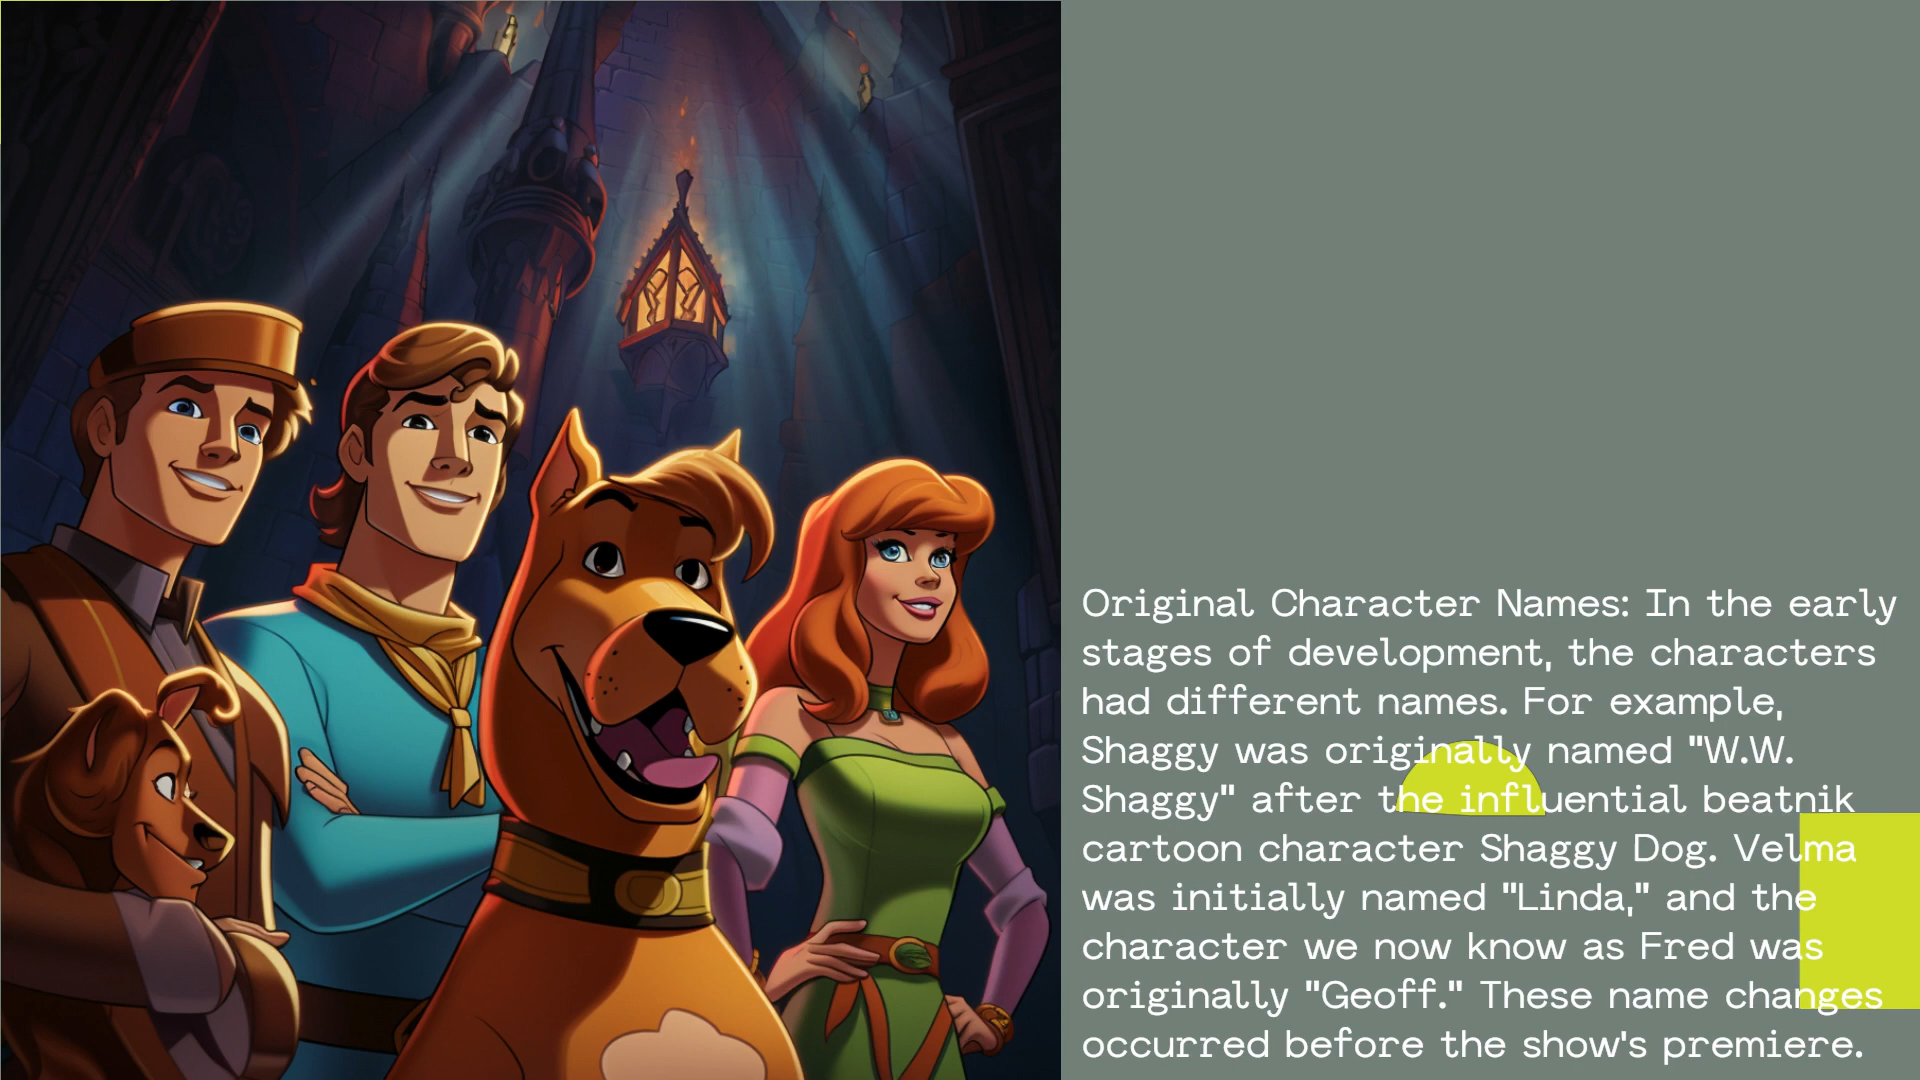 Original Character Names: In the early
stages of development, the characters
had different names. For example,
Shaggy was originally named "W.W.
Shaggy" after the influential beatnik
cartoon character Shaggy Dog. Velma
was initially named "Linda," and the
character we now know as Fred was
originally "Geoff." These name changes
occurred before the show's premiere.